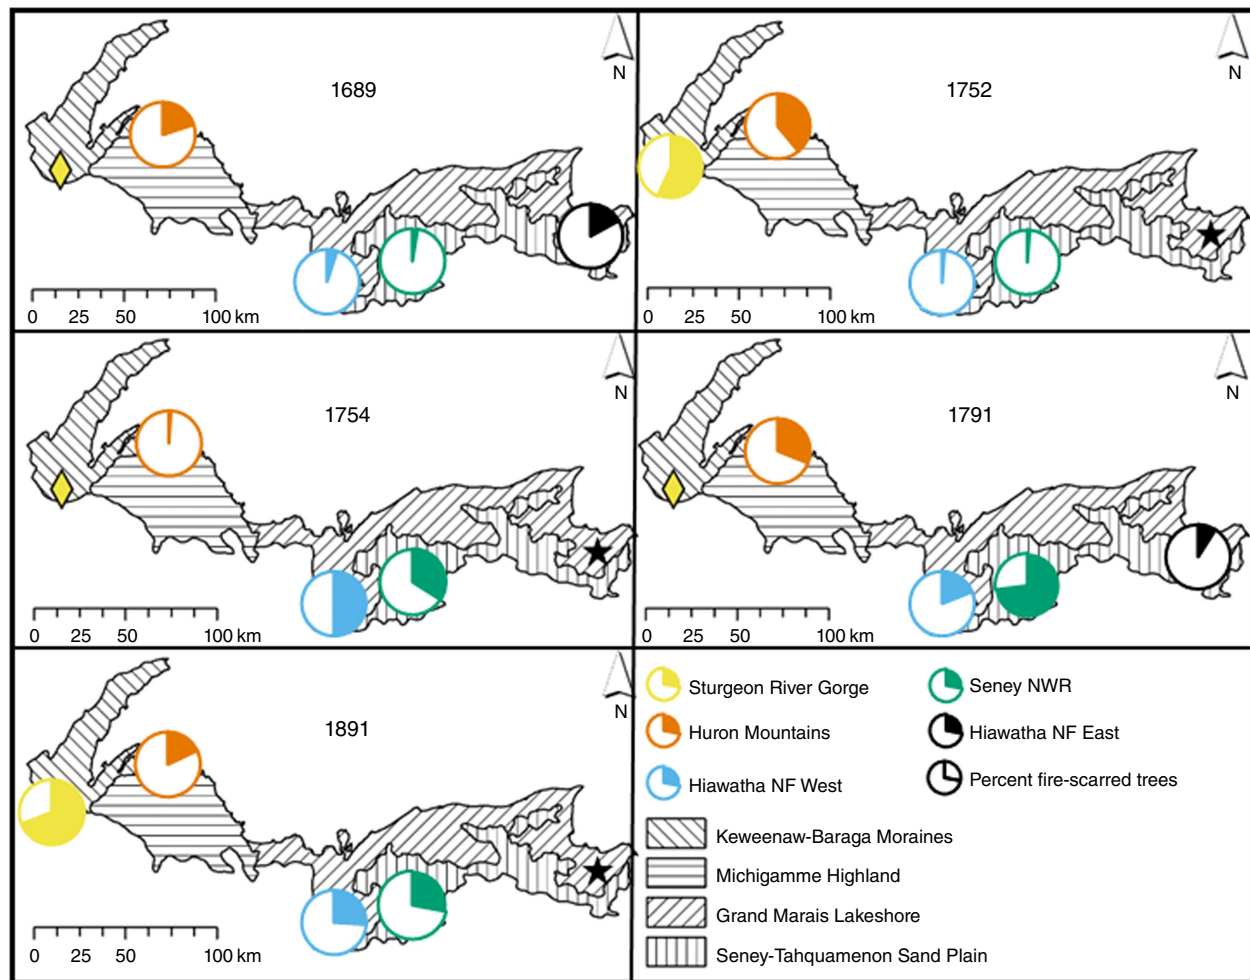 1689
N
0 25 50 100 km
1752
N
0 25 50 100 km
1754
N
0 25 50 100 km
1791
N
0 25 50 100 km
1891
N
0 25 50 100 km
Sturgeon River Gorge
Huron Mountains
Hiawatha NF West
Seney NWR
Hiawatha NF East
Percent fire-scarred trees
Keweenaw-Baraga Moraines
Michigamme Highland
Grand Marais Lakeshore
Seney-Tahquamenon Sand Plain